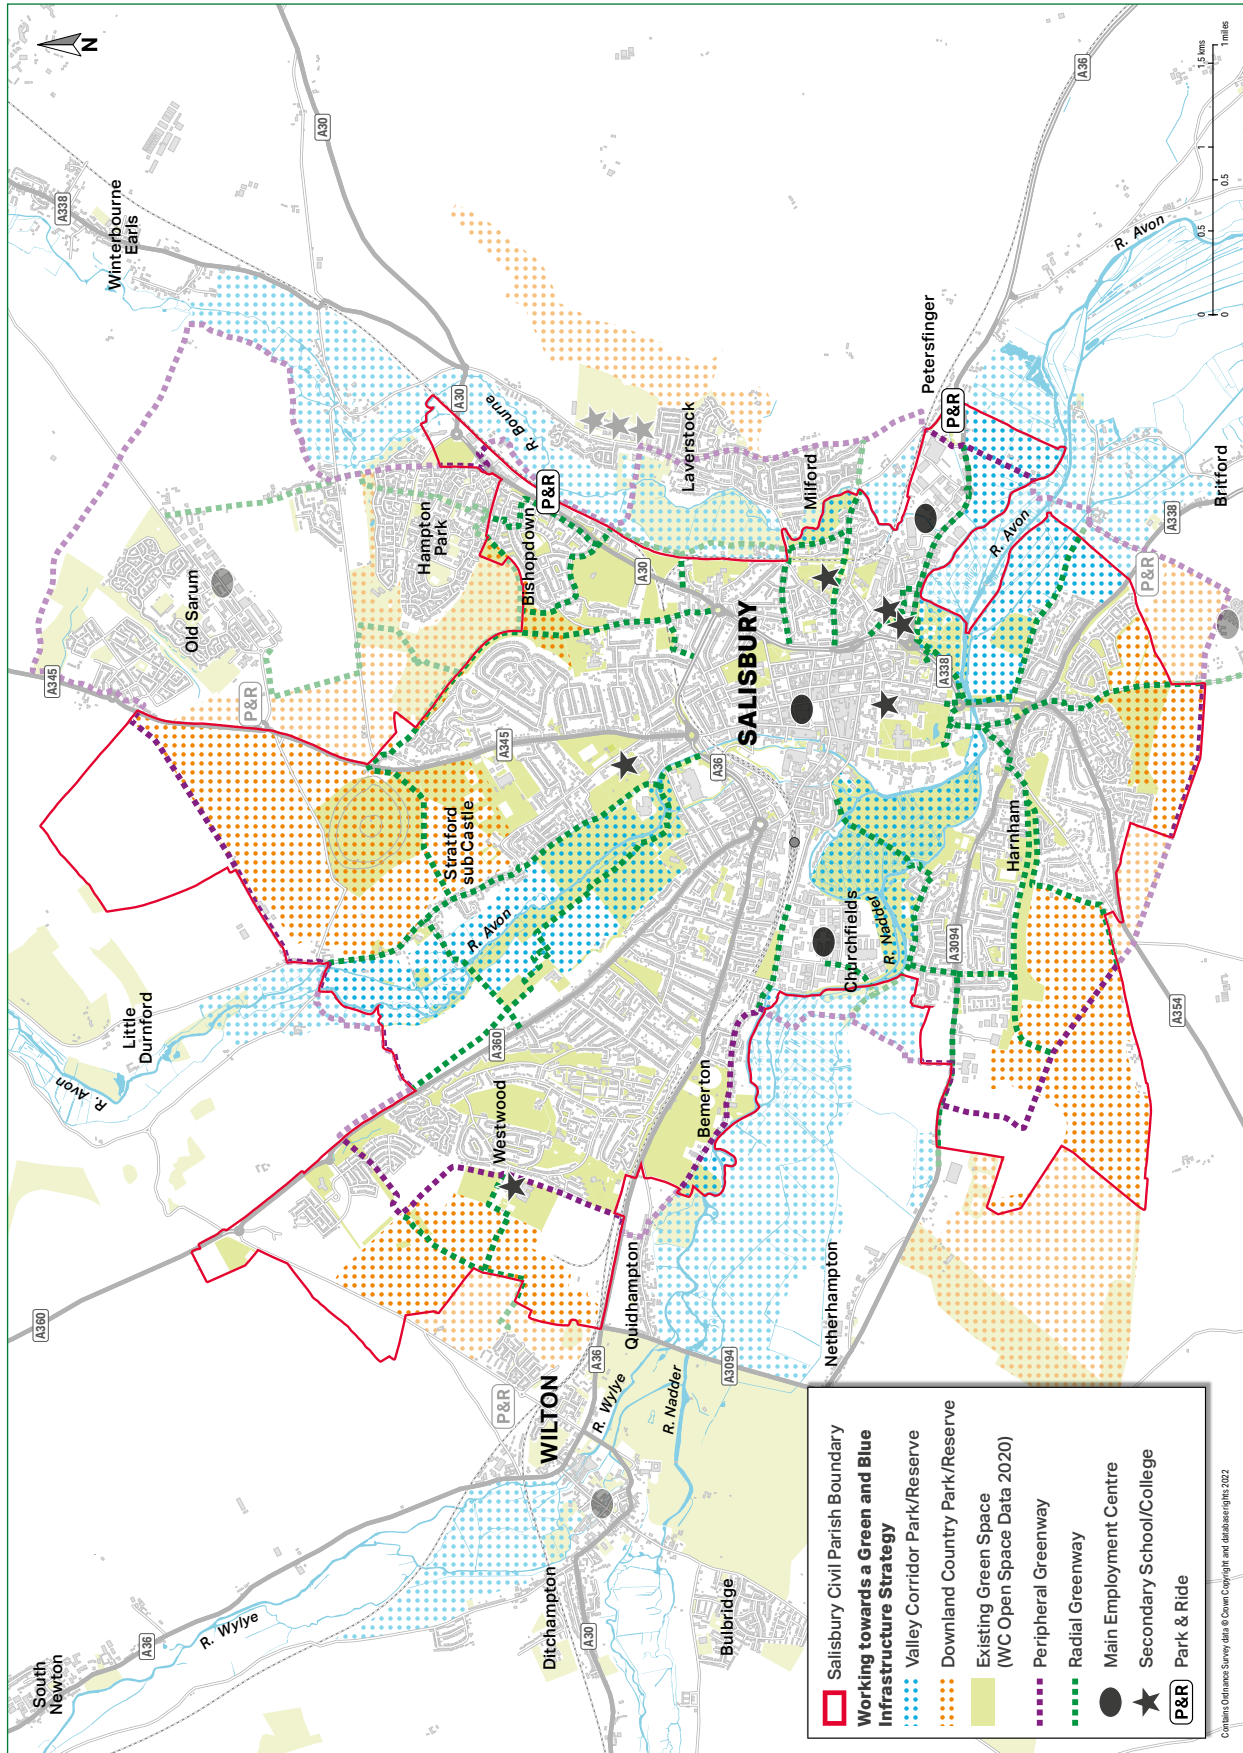 N
South
Newton
A36
R. Wylye
A360
A360
R. Avon
Little
Durnford
A345
Old Sarum
P&R
Winterbourne
Earls
A338
A30
A30
R. Bourne
Hampton
Park
Bishopdown
P&R
A30
Laverstock
Milford
Petersfinger
P&R
A36
A345
Stratford
sub Castle
R. Avon
Westwood
P&R
WILTON
Ditchampton
A30
Bulbridge
R. Wylye
R. Nadder
A36
A3094
Quidhampton
Bemerton
Netherhampton
Churchfields
R. Nadder
A3094
Harnham
A36
SALISBURY
A338
R. Avon
P&R
A338
Britford
R. Avon
A354
Salisbury Civil Parish Boundary
Working towards a Green and Blue
Infrastructure Strategy
Valley Corridor Park/Reserve
Downland Country Park/Reserve
Existing Green Space
(WC Open Space Data 2020)
Peripheral Greenway
Radial Greenway
Main Employment Centre
Secondary School/College
P&R Park & Ride
0 0.5 1 1.5 kms
0 0.5 1 miles
Contains Ordnance Survey data © Crown Copyright and database rights 2022